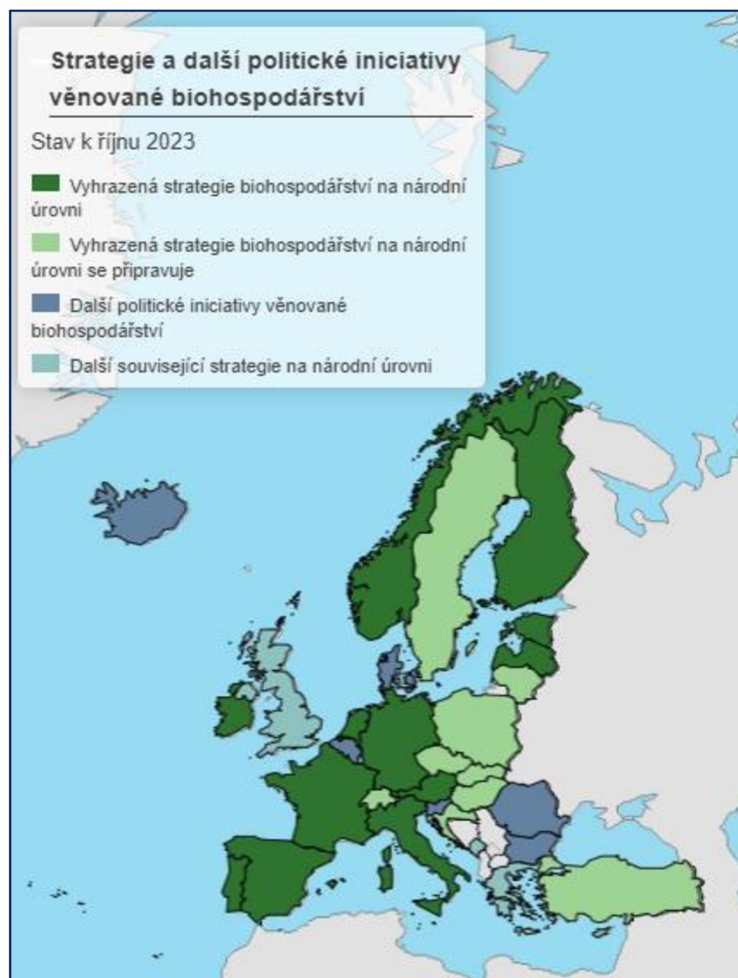 Strategie a další politické iniciativy
věnované biohospodářství
Stav k říjnu 2023
Vyhrazená strategie biohospodářství na národní
úrovni
Vyhrazená strategie biohospodářství na národní
úrovni se připravuje
Další politické iniciativy věnované
biohospodářství
Další související strategie na národní úrovni